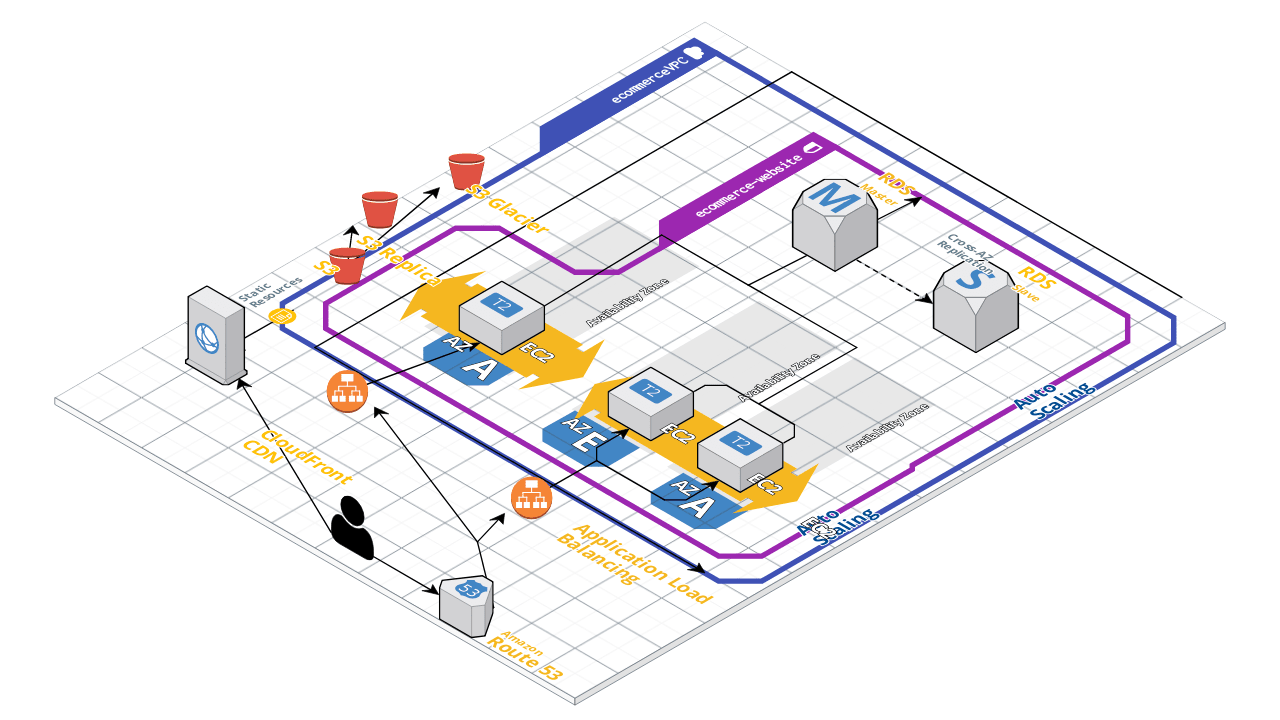 ecommerceVPC
ecommerce-website
S3 Glacier
S3 Replica
S3
Static
Resources
RDS
Master
M
Cross-AZ
Replication
S
RDS
Slave
Availability Zone
T2
EC2
AZ
A
Availability Zone
T2
EC2
AZ
E
Availability Zone
T2
EC2
AZ
A
Auto
Scaling
Auto
Scaling
CloudFront
CDN
Application Load
Balancing
53
Amazon
Route 53